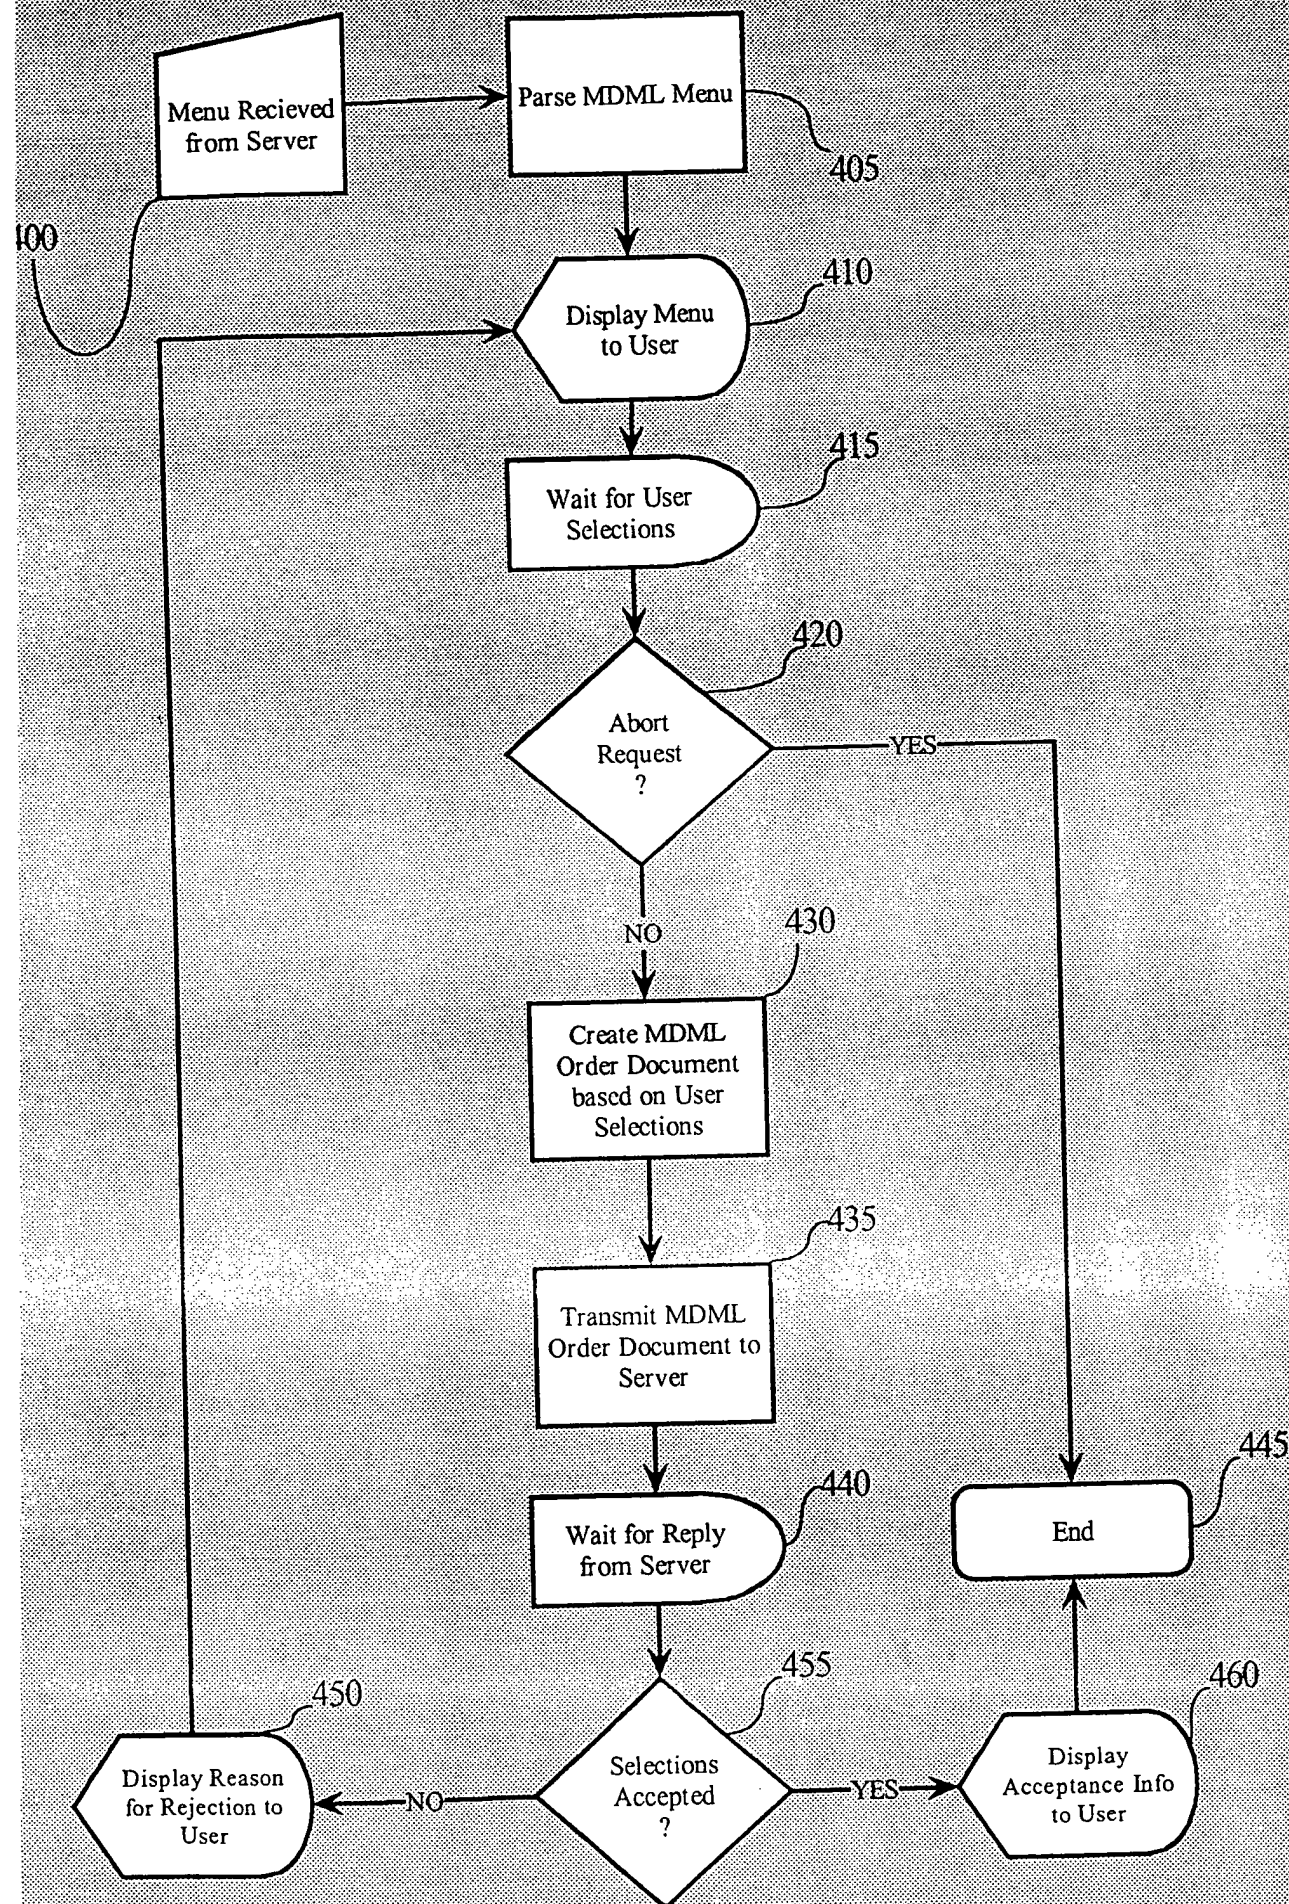 Menu Recieved
from Server
Parse MDML Menu
405
400
410
Display Menu
to User
415
Wait for User
Selections
420
Abort
Request
?
YES
NO
430
Create MDML
Order Document
based on User
Selections
435
Transmit MDML
Order Document to
Server
440
Wait for Reply
from Server
445
End
455
Selections
Accepted
?
NO
YES
450
Display Reason
for Rejection to
User
460
Display
Acceptance Info
to User